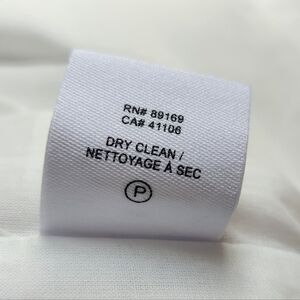 RN# 89169
CA# 41106
DRY CLEAN /
NETTOYAGE À SEC
P